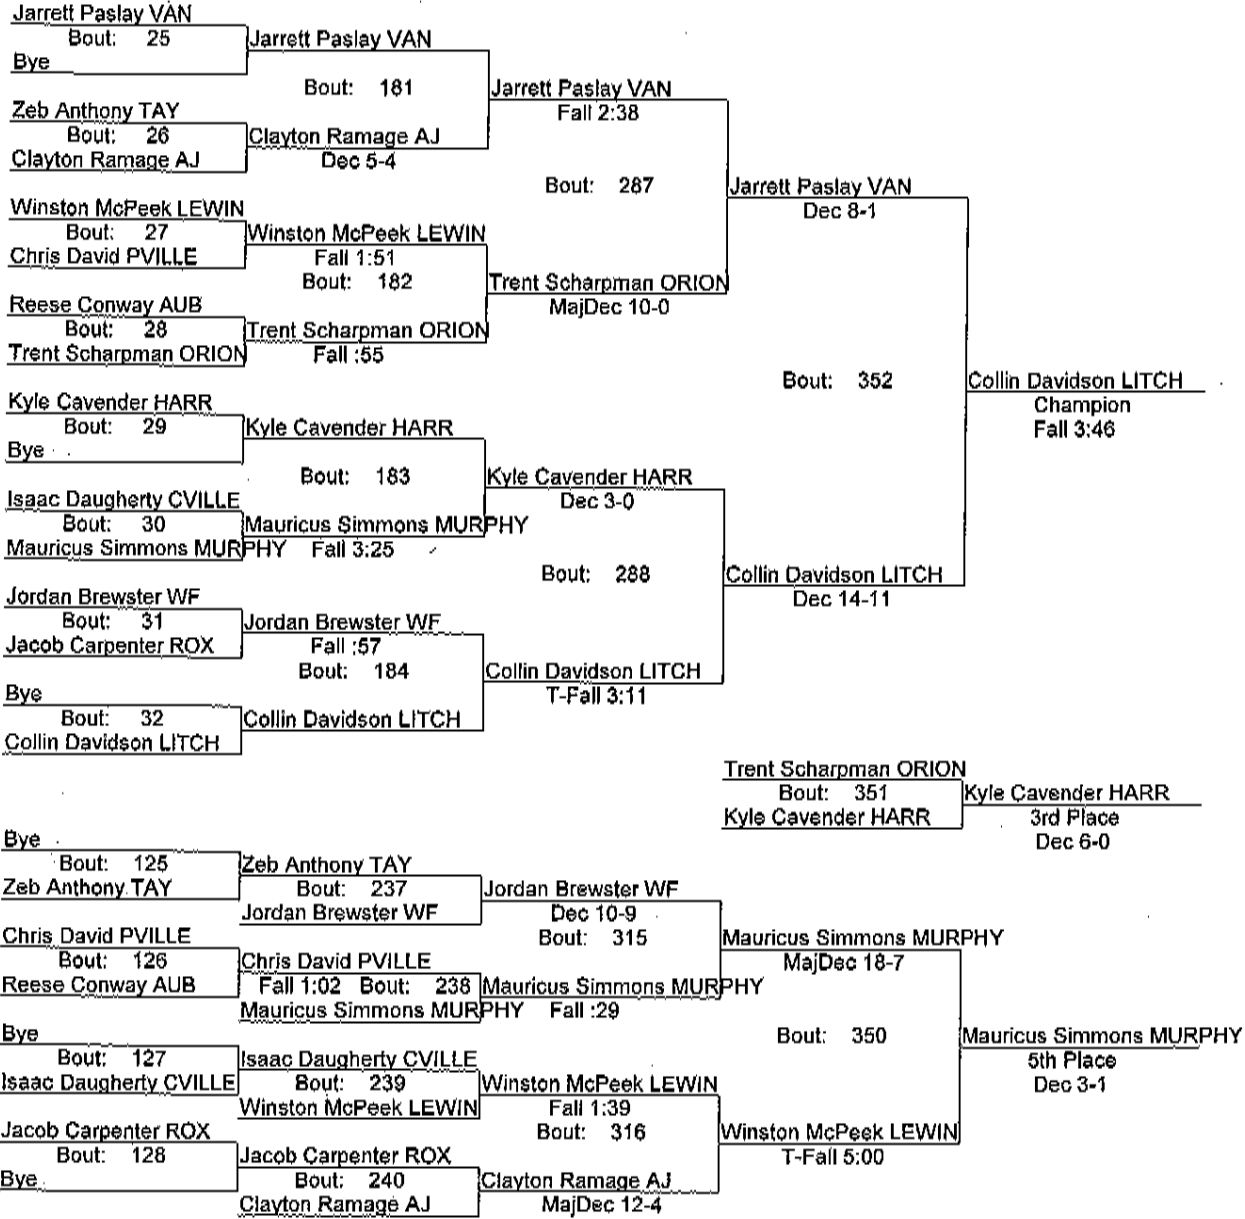 Jarrett Paslay VAN
Bout: 25
Jarrett Paslay VAN
Bye
Bout: 181
Jarrett Paslay VAN
Fall 2:38
Zeb Anthony TAY
Bout: 26
Clayton Ramage AJ
Clayton Ramage AJ
Dec 5-4
Bout: 287
Jarrett Paslay VAN
Dec 8-1
Winston McPeek LEWIN
Bout: 27
Winston McPeek LEWIN
Chris David PVILLE
Fall 1:51
Bout: 182
Trent Scharpman ORION
MajDec 10-0
Reese Conway AUB
Bout: 28
Trent Scharpman ORION
Trent Scharpman ORION
Fall :55
Bout: 352
Collin Davidson LITCH
Champion
Fall 3:46
Kyle Cavender HARR
Bout: 29
Kyle Cavender HARR
Bye
Bout: 183
Kyle Cavender HARR
Dec 3-0
Isaac Daugherty CVILLE
Bout: 30
Mauricus Simmons MURPHY
Mauricus Simmons MURPHY
Fall 3:25
Bout: 288
Collin Davidson LITCH
Dec 14-11
Jordan Brewster WF
Bout: 31
Jordan Brewster WF
Jacob Carpenter ROX
Fall :57
Bout: 184
Collin Davidson LITCH
T-Fall 3:11
Bye
Bout: 32
Collin Davidson LITCH
Collin Davidson LITCH
Trent Scharpman ORION
Bout: 351
Kyle Cavender HARR
Kyle Cavender HARR
3rd Place
Dec 6-0
Bye
Bout: 125
Zeb Anthony TAY
Zeb Anthony TAY
Bout: 237
Jordan Brewster WF
Jordan Brewster WF
Dec 10-9
Bout: 315
Mauricus Simmons MURPHY
MajDec 18-7
Chris David PVILLE
Bout: 126
Chris David PVILLE
Reese Conway AUB
Fall 1:02 Bout: 238
Mauricus Simmons MURPHY
Mauricus Simmons MURPHY
Fall :29
Bout: 350
Mauricus Simmons MURPHY
5th Place
Dec 3-1
Bye
Bout: 127
Isaac Daugherty CVILLE
Isaac Daugherty CVILLE
Bout: 239
Winston McPeek LEWIN
Winston McPeek LEWIN
Fall 1:39
Bout: 316
Winston McPeek LEWIN
T-Fall 5:00
Jacob Carpenter ROX
Bout: 128
Jacob Carpenter ROX
Bye
Bout: 240
Clayton Ramage AJ
Clayton Ramage AJ
MajDec 12-4